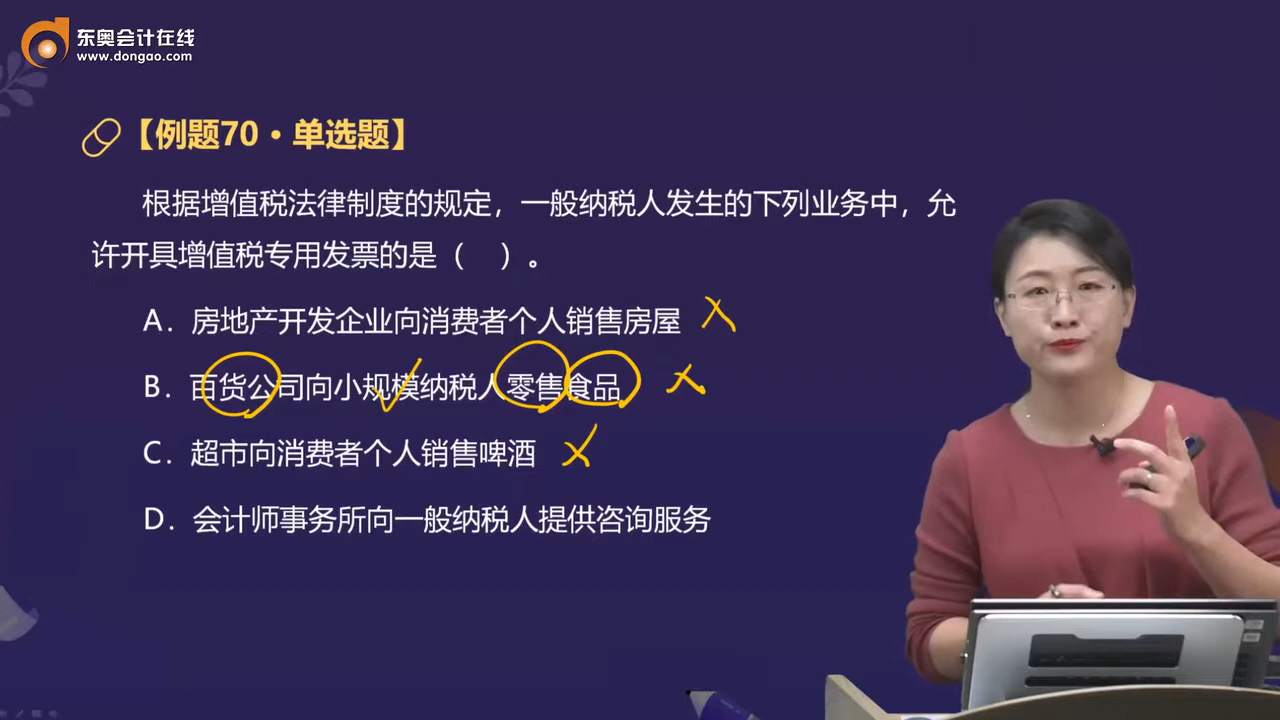 东奥会计在线
www.dongao.com
【例题70·单选题】
根据增值税法律制度的规定，一般纳税人发生的下列业务中，允
许开具增值税专用发票的是（　）。
A．房地产开发企业向消费者个人销售房屋
B．百货公司向小规模纳税人零售食品
C．超市向消费者个人销售啤酒
D．会计师事务所向一般纳税人提供咨询服务